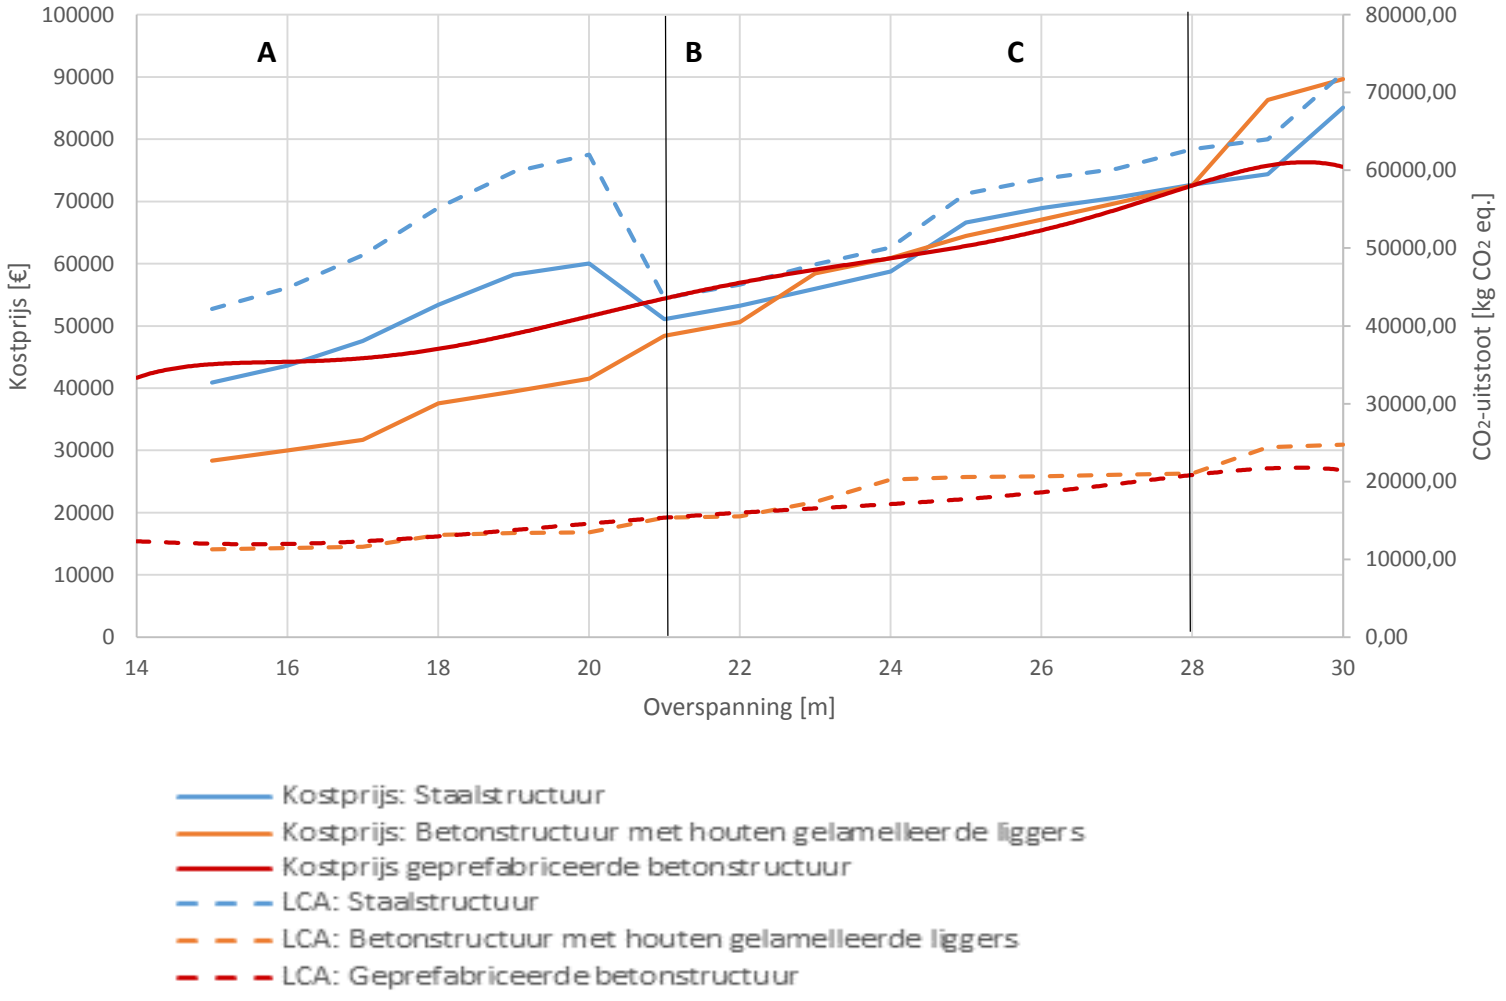 100000
90000
80000
70000
60000
50000
40000
30000
20000
10000
0
Kostprijs [€]
A
B
C
80000,00
70000,00
60000,00
50000,00
40000,00
30000,00
20000,00
10000,00
0,00
CO2-uitstoot [kg CO2 eq.]
14 16 18 20 22 24 26 28 30
Overspanning [m]
Kostprijs: Staalstructuur
Kostprijs: Betonstructuur met houten gelamelleerde liggers
Kostprijs geprefabriceerde betonstructuur
LCA: Staalstructuur
LCA: Betonstructuur met houten gelamelleerde liggers
LCA: Geprefabriceerde betonstructuur